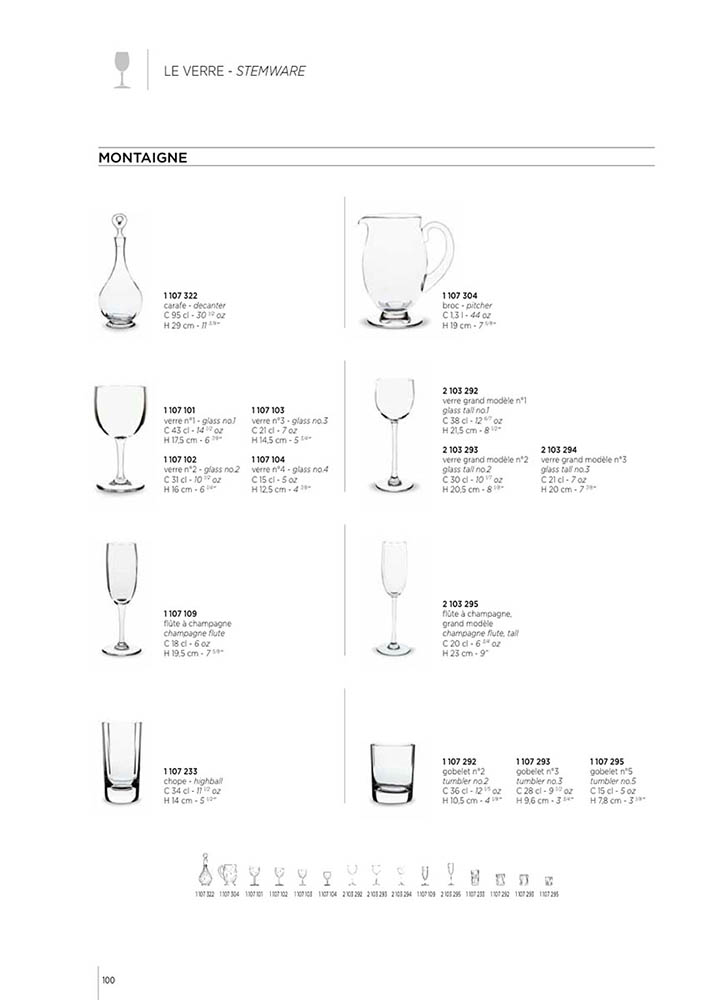 LE VERRE - STEMWARE
MONTAIGNE
1 107 322
carafe - decanter
C 95 cl - 30 1/2 oz
H 29 cm - 11 3/8"
1 107 304
broc - pitcher
C 1,3 l - 44 oz
H 19 cm - 7 5/8"
1 107 101
verre n°1 - glass no.1
C 43 cl - 14 1/2 oz
H 17,5 cm - 6 7/8"
1 107 103
verre n°3 - glass no.3
C 21 cl - 7 oz
H 14,5 cm - 5 3/4"
1 107 102
verre n°2 - glass no.2
C 31 cl - 10 1/2 oz
H 16 cm - 6 1/4"
1 107 104
verre n°4 - glass no.4
C 15 cl - 5 oz
H 12,5 cm - 4 7/8"
2 103 292
verre grand modèle n°1
glass tall no.1
C 38 cl - 12 6/7 oz
H 21,5 cm - 8 1/2"
2 103 293
verre grand modèle n°2
glass tall no.2
C 30 cl - 10 1/7 oz
H 20,5 cm - 8 1/8"
2 103 294
verre grand modèle n°3
glass tall no.3
C 21 cl - 7 oz
H 20 cm - 7 7/8"
1 107 109
flûte à champagne
champagne flute
C 18 cl - 6 oz
H 19,5 cm - 7 5/8"
2 103 295
flûte à champagne,
grand modèle
champagne flute, tall
C 20 cl - 6 3/4 oz
H 23 cm - 9"
1 107 233
chope - highball
C 34 cl - 11 1/2 oz
H 14 cm - 5 1/2"
1 107 292
gobelet n°2
tumbler no.2
C 36 cl - 12 1/5 oz
H 10,5 cm - 4 1/8"
1 107 293
gobelet n°3
tumbler no.3
C 28 cl - 9 1/2 oz
H 9,6 cm - 3 3/4"
1 107 295
gobelet n°5
tumbler no.5
C 15 cl - 5 oz
H 7,8 cm - 3 1/8"
1 107 322 1 107 304 1 107 101 1 107 102 1 107 103 1 107 104 2 103 292 2 103 293 2 103 294 1 107 109 2 103 295 1 107 233 1 107 292 1 107 293 1 107 295
100